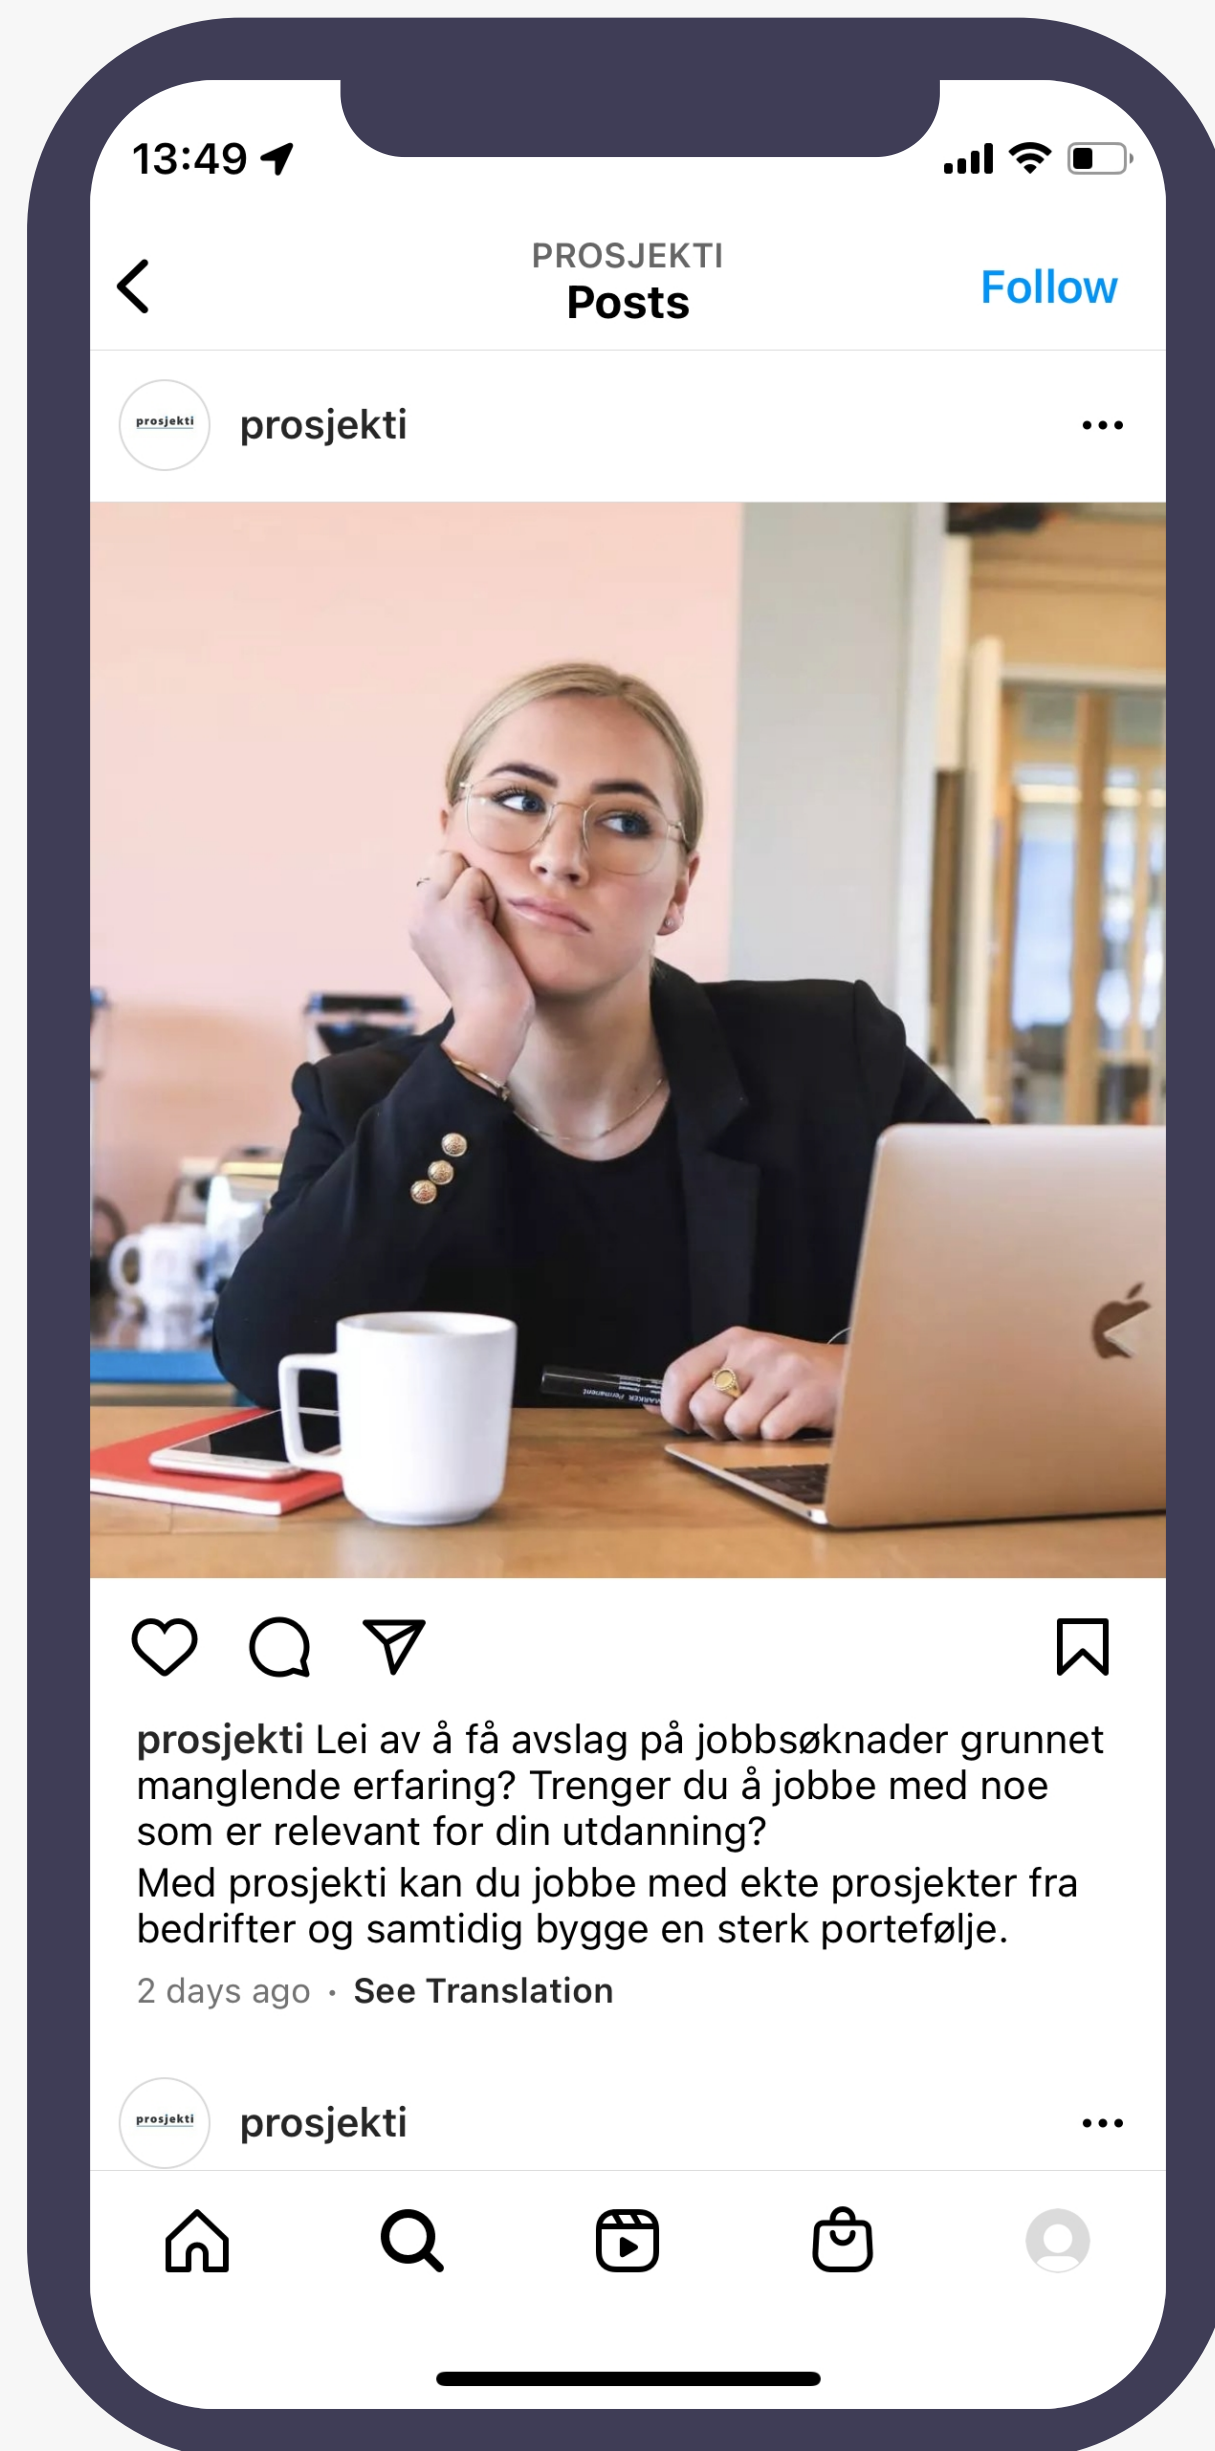 13:49
PROSJEKTI
Posts
Follow
prosjekti
prosjekti
MARKER Permanent
prosjekti Lei av å få avslag på jobbsøknader grunnet
manglende erfaring? Trenger du å jobbe med noe
som er relevant for din utdanning?
Med prosjekti kan du jobbe med ekte prosjekter fra
bedrifter og samtidig bygge en sterk portefølje.
2 days ago • See Translation
prosjekti
prosjekti